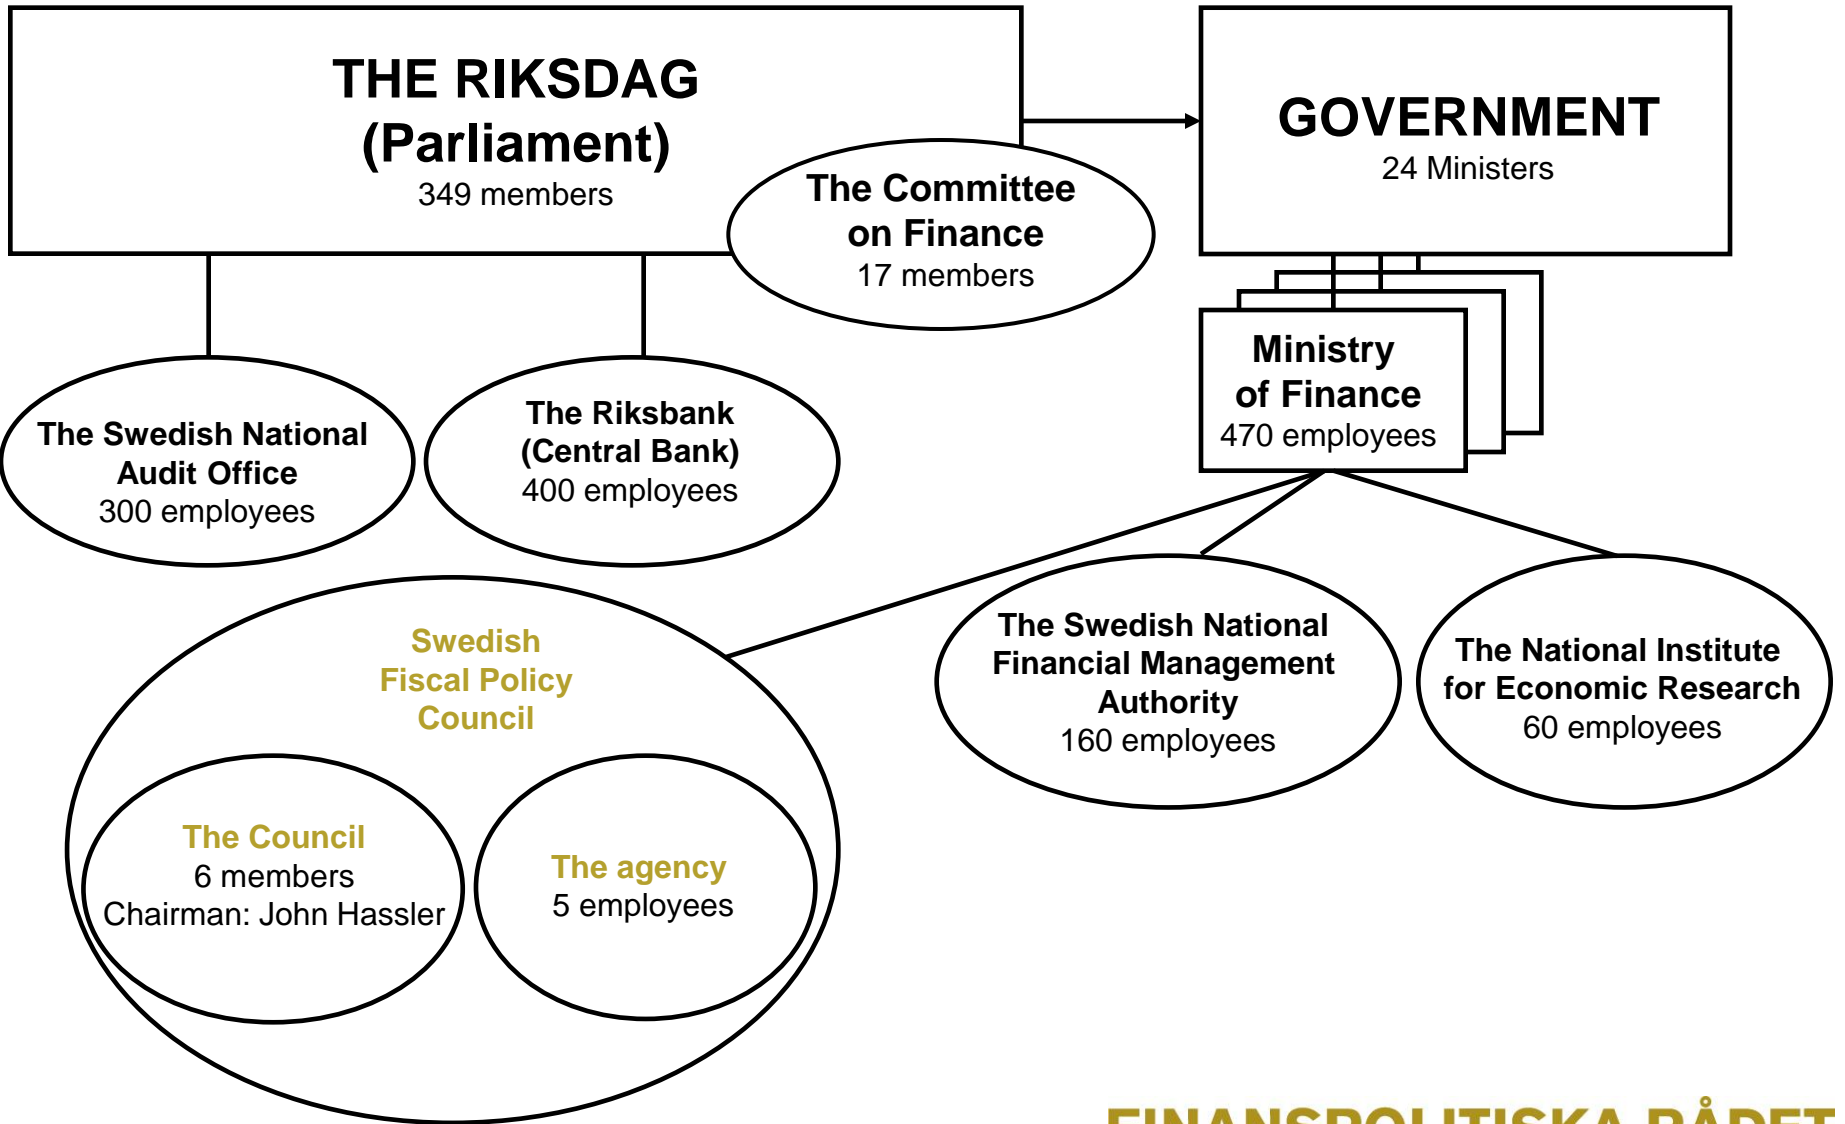 THE RIKSDAG
(Parliament)
349 members
GOVERNMENT
24 Ministers
The Committee
on Finance
17 members
Ministry
of Finance
470 employees
The Swedish National
Audit Office
300 employees
The Riksbank
(Central Bank)
400 employees
Swedish
Fiscal Policy
Council
The Swedish National
Financial Management
Authority
160 employees
The National Institute
for Economic Research
60 employees
The Council
6 members
Chairman: John Hassler
The agency
5 employees
FINANSPOLITISKA RÅDET